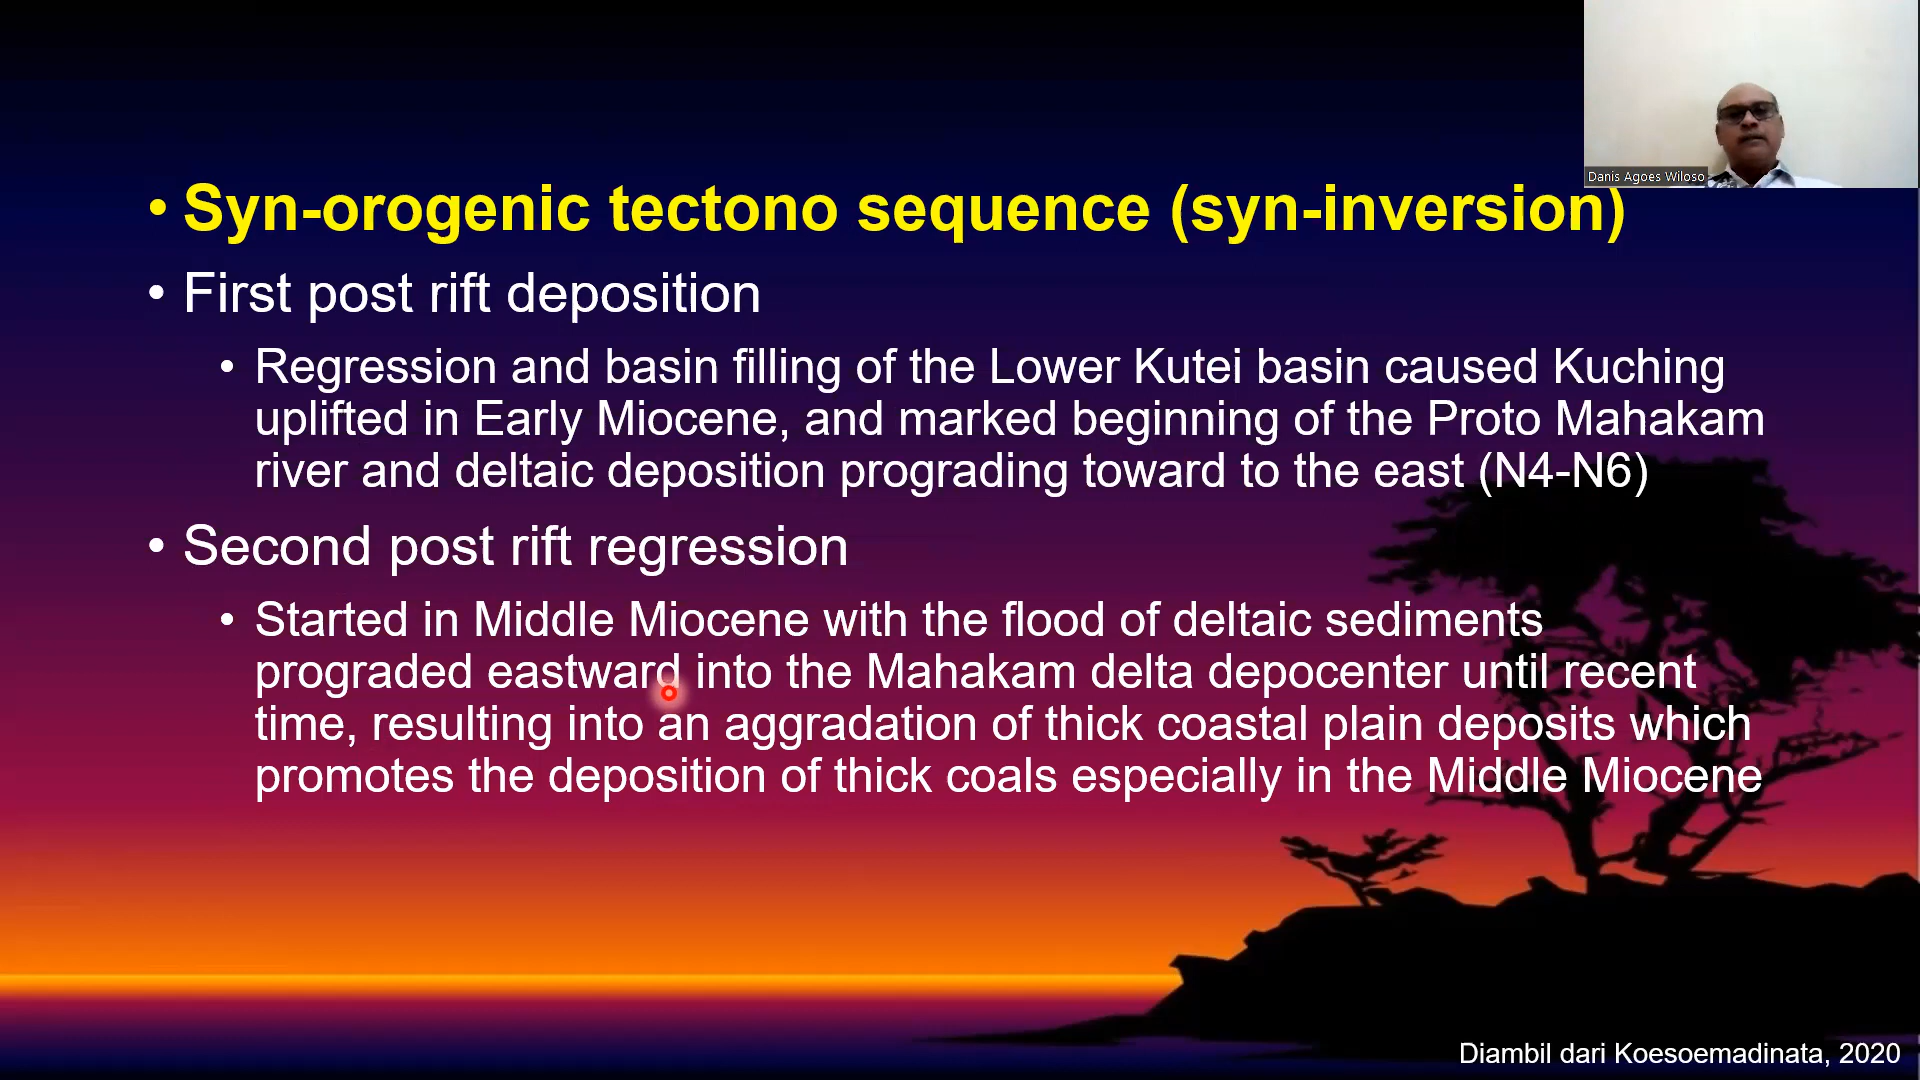 Danis Agoes Wiloso
• Syn-orogenic tectono sequence (syn-inversion)
• First post rift deposition
• Regression and basin filling of the Lower Kutei basin caused Kuching
uplifted in Early Miocene, and marked beginning of the Proto Mahakam
river and deltaic deposition prograding toward to the east (N4-N6)
• Second post rift regression
• Started in Middle Miocene with the flood of deltaic sediments
prograded eastward into the Mahakam delta depocenter until recent
time, resulting into an aggradation of thick coastal plain deposits which
promotes the deposition of thick coals especially in the Middle Miocene
Diambil dari Koesoemadinata, 2020